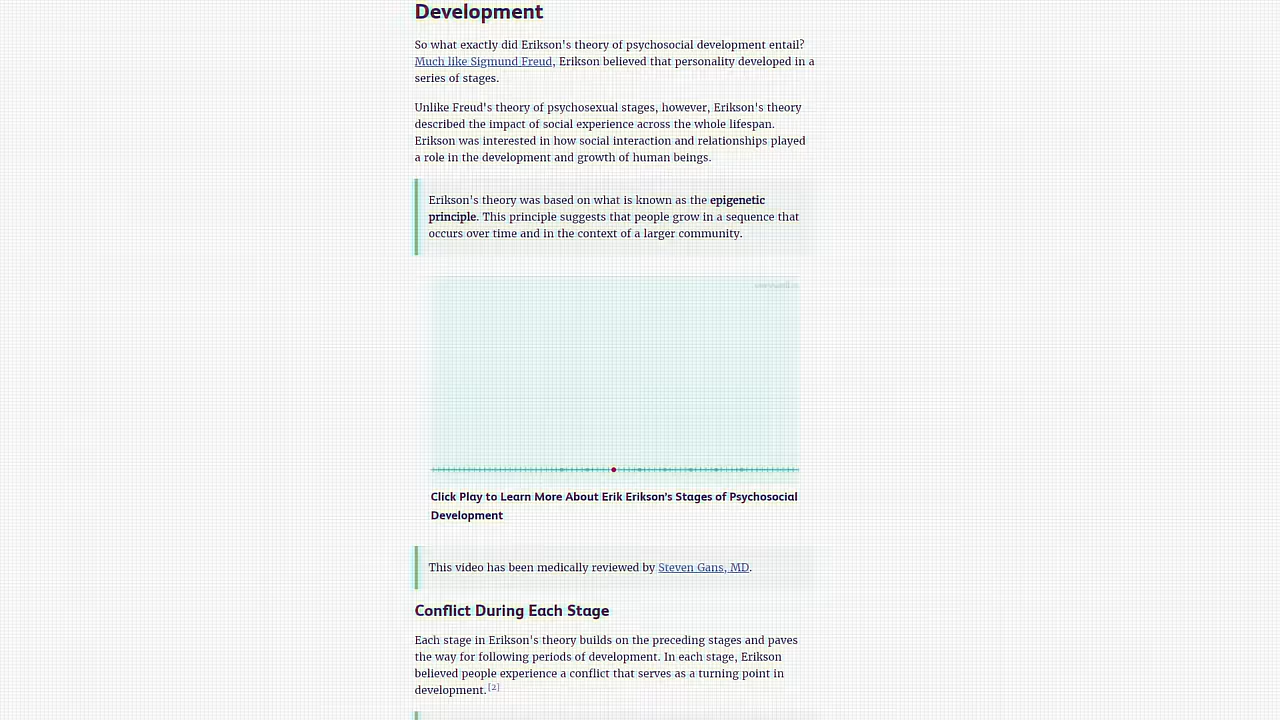 Development
So what exactly did Erikson's theory of psychosocial development entail?
Much like Sigmund Freud, Erikson believed that personality developed in a
series of stages.
Unlike Freud's theory of psychosexual stages, however, Erikson's theory
described the impact of social experience across the whole lifespan.
Erikson was interested in how social interaction and relationships played
a role in the development and growth of human beings.
Erikson's theory was based on what is known as the epigenetic
principle. This principle suggests that people grow in a sequence that
occurs over time and in the context of a larger community.
Click Play to Learn More About Erik Erikson's Stages of Psychosocial
Development
This video has been medically reviewed by Steven Gans, MD.
Conflict During Each Stage
Each stage in Erikson's theory builds on the preceding stages and paves
the way for following periods of development. In each stage, Erikson
believed people experience a conflict that serves as a turning point in
development.[2]